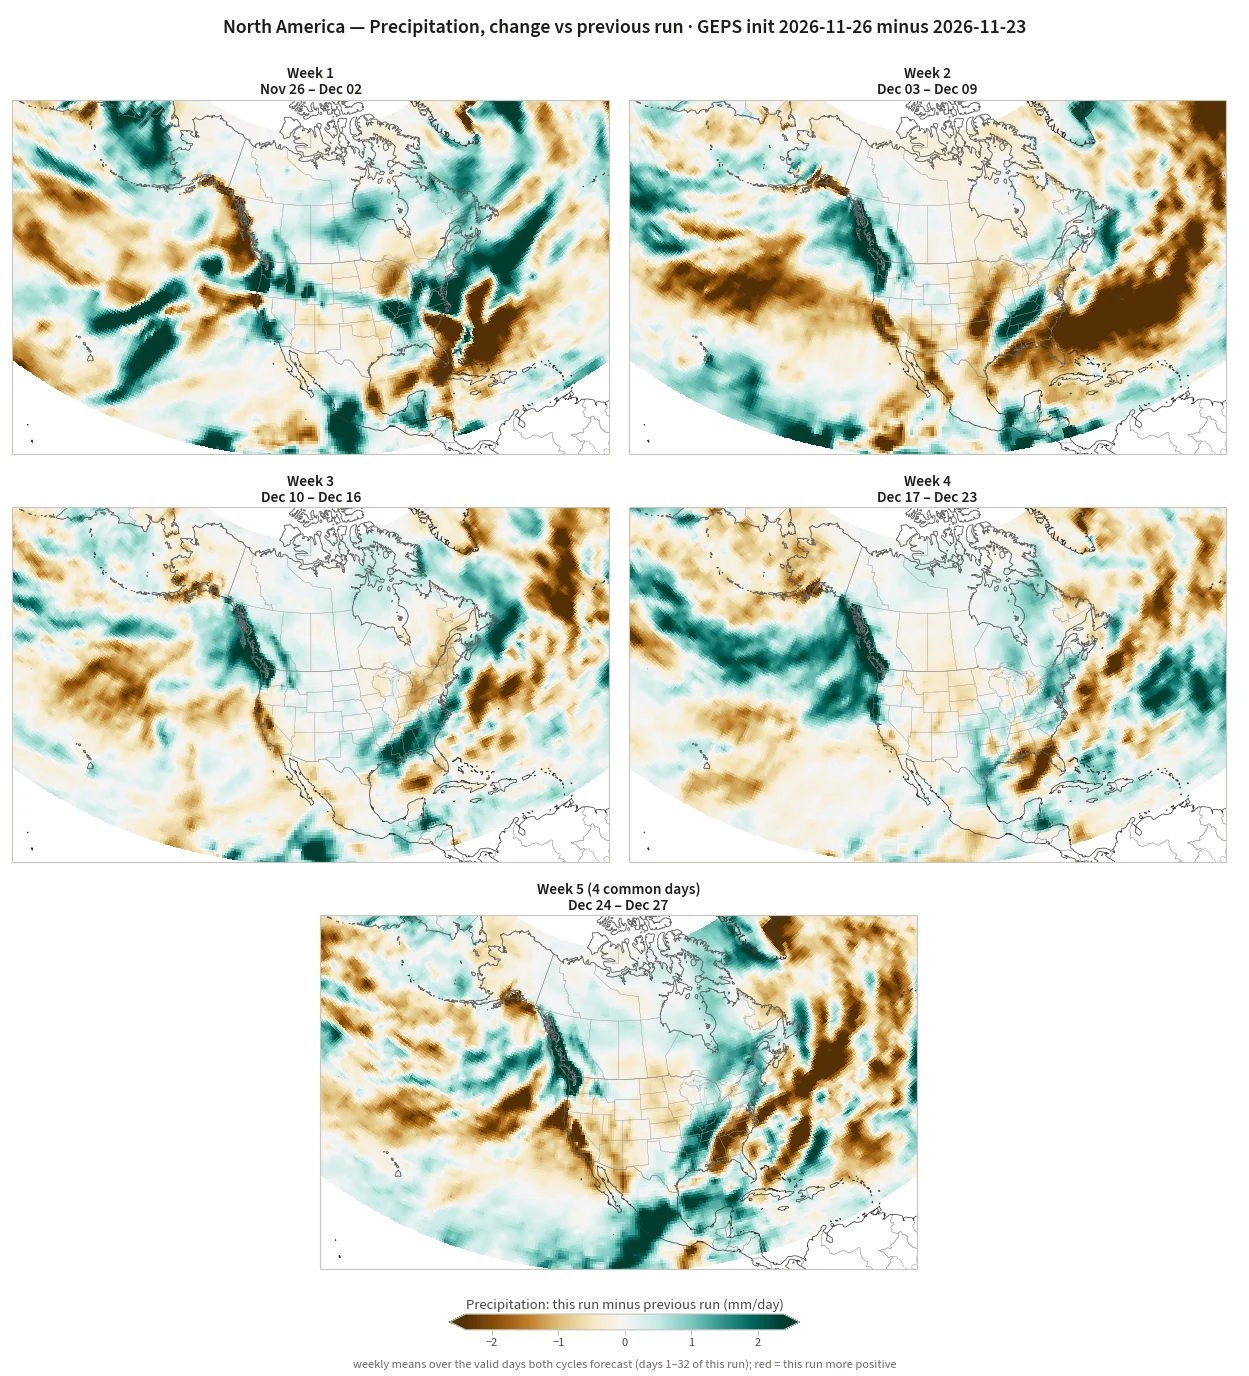 North America — Precipitation, change vs previous run · GEPS init 2026-11-26 minus 2026-11-23
Week 1
Nov 26 – Dec 02
Week 2
Dec 03 – Dec 09
Week 3
Dec 10 – Dec 16
Week 4
Dec 17 – Dec 23
Week 5 (4 common days)
Dec 24 – Dec 27
Precipitation: this run minus previous run (mm/day)
−2 −1 0 1 2
weekly means over the valid days both cycles forecast (days 1–32 of this run); red = this run more positive